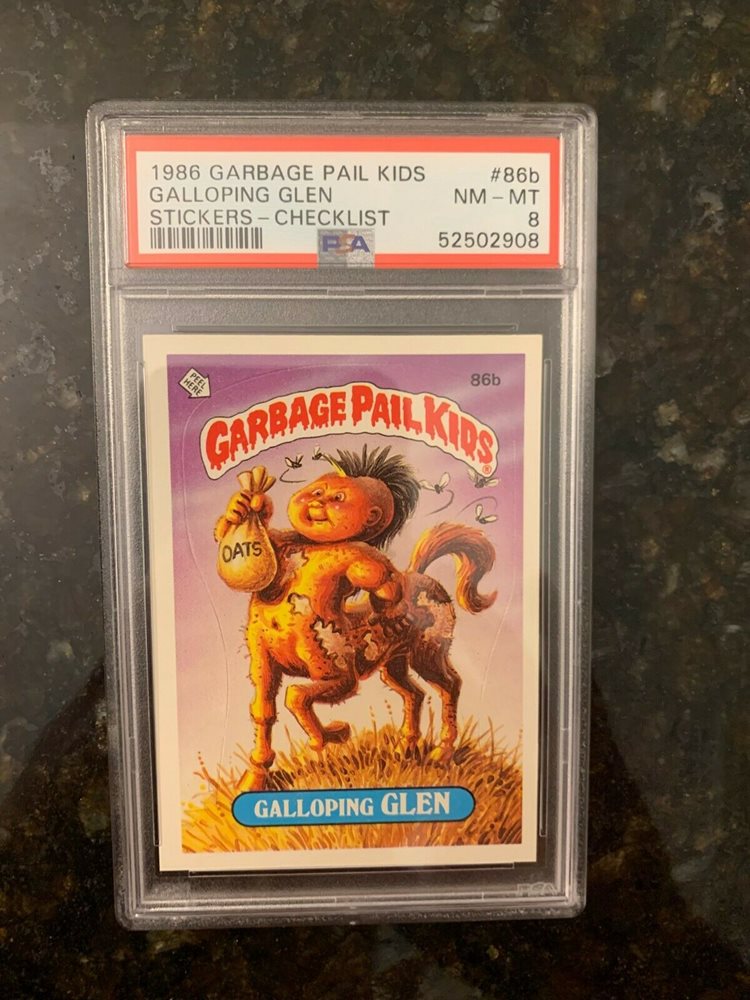 1986 GARBAGE PAIL KIDS #86b
GALLOPING GLEN NM - MT
STICKERS - CHECKLIST 8
PSA 52502908
PEEL HERE
86b
GARBAGE PAIL KIDS®
OATS
GALLOPING GLEN
PSA